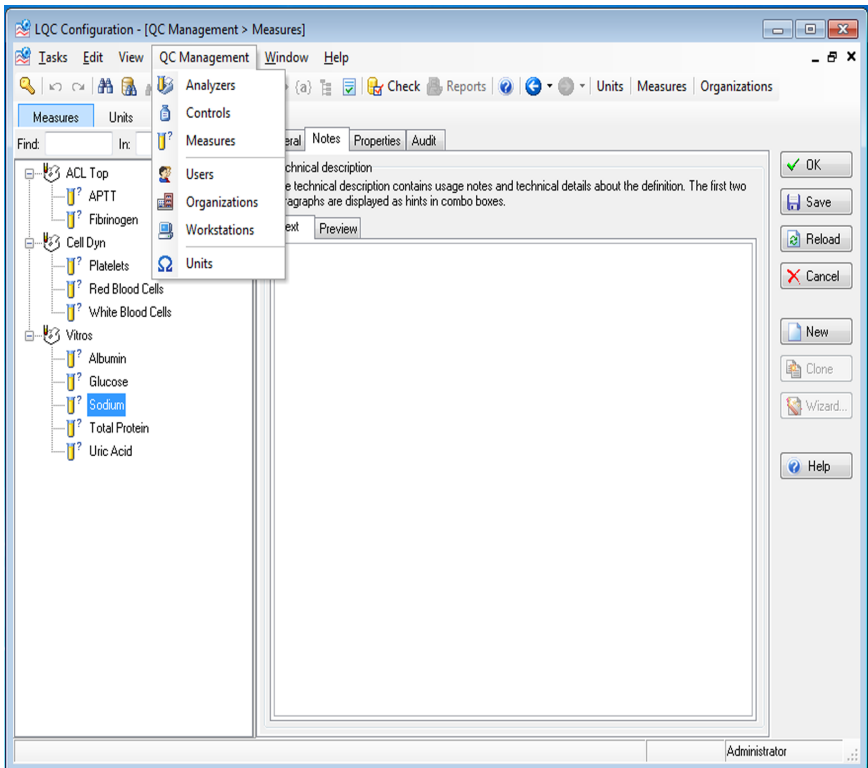 LQC Configuration - [QC Management > Measures]
Tasks Edit View QC Management Window Help
{a} Check Reports Units Measures Organizations
Analyzers
Controls
Measures
Users
Organizations
Workstations
Units
Measures Units
Find: In:
ACL Top
APTT
Fibrinogen
Cell Dyn
Platelets
Red Blood Cells
White Blood Cells
Vitros
Albumin
Glucose
Sodium
Total Protein
Uric Acid
eral Notes Properties Audit
chnical description
e technical description contains usage notes and technical details about the definition. The first two
ragraphs are displayed as hints in combo boxes.
ext Preview
OK
Save
Reload
Cancel
New
Clone
Wizard...
Help
Administrator